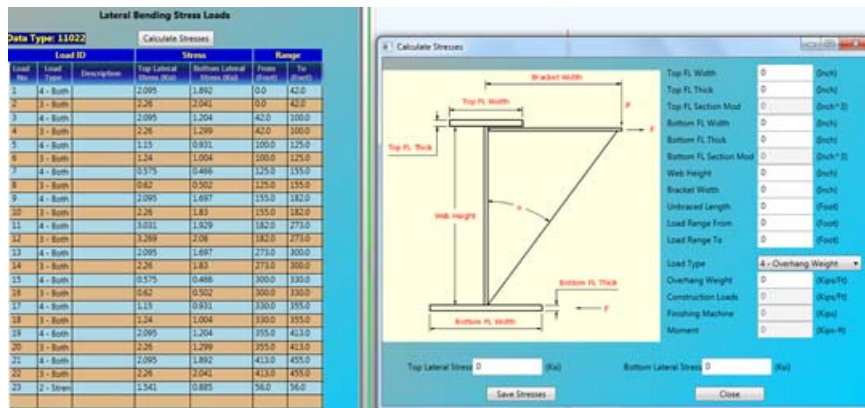 Lateral Bending Stress Loads
Data Type: 11022 Calculate Stresses
Load ID Stress Range
Load No. Load Type Description Top Lateral Stress (Ksi) Bottom Lateral Stress (Ksi) From (Foot) To (Foot)
1 4 - Both 2.095 1.892 0.0 42.0
2 3 - Both 2.26 2.041 0.0 42.0
3 4 - Both 2.095 1.204 42.0 100.0
4 3 - Both 2.26 1.299 42.0 100.0
5 4 - Both 1.15 0.931 100.0 125.0
6 3 - Both 1.24 1.004 100.0 125.0
7 4 - Both 0.575 0.466 125.0 155.0
8 3 - Both 0.62 0.502 125.0 155.0
9 4 - Both 2.095 1.697 155.0 182.0
10 3 - Both 2.26 1.83 155.0 182.0
11 4 - Both 3.031 1.929 182.0 273.0
12 3 - Both 3.269 2.08 182.0 273.0
13 4 - Both 2.095 1.697 273.0 300.0
14 3 - Both 2.26 1.83 273.0 300.0
15 4 - Both 0.575 0.466 300.0 330.0
16 3 - Both 0.62 0.502 300.0 330.0
17 4 - Both 1.15 0.931 330.0 355.0
18 3 - Both 1.24 1.004 330.0 355.0
19 4 - Both 2.095 1.204 355.0 413.0
20 3 - Both 2.26 1.299 355.0 413.0
21 4 - Both 2.095 1.892 413.0 455.0
22 3 - Both 2.26 2.041 413.0 455.0
23 2 - Stren 1.541 0.885 56.0 56.0
Calculate Stresses
Bracket Width
Top FL Width
P
F
Top FL Thick
Web Height
Bottom FL Thick
F
Bottom FL Width
Top FL Width 0 (Inch)
Top FL Thick 0 (Inch)
Top FL Section Mod 0 (Inch^3)
Bottom FL Width 0 (Inch)
Bottom FL Thick 0 (Inch)
Bottom FL Section Mod 0 (Inch^3)
Web Height 0 (Inch)
Bracket Width 0 (Inch)
Unbraced Length 0 (Foot)
Load Range From 0 (Foot)
Load Range To 0 (Foot)
Load Type 4 - Overhang Weight
Overhang Weight 0 (Kips/Ft)
Construction Loads 0 (Kips/Ft)
Finishing Machine 0 (Kips)
Moment 0 (Kips-ft)
Top Lateral Stress 0 (Ksi) Bottom Lateral Stress 0 (Ksi)
Save Stresses Close